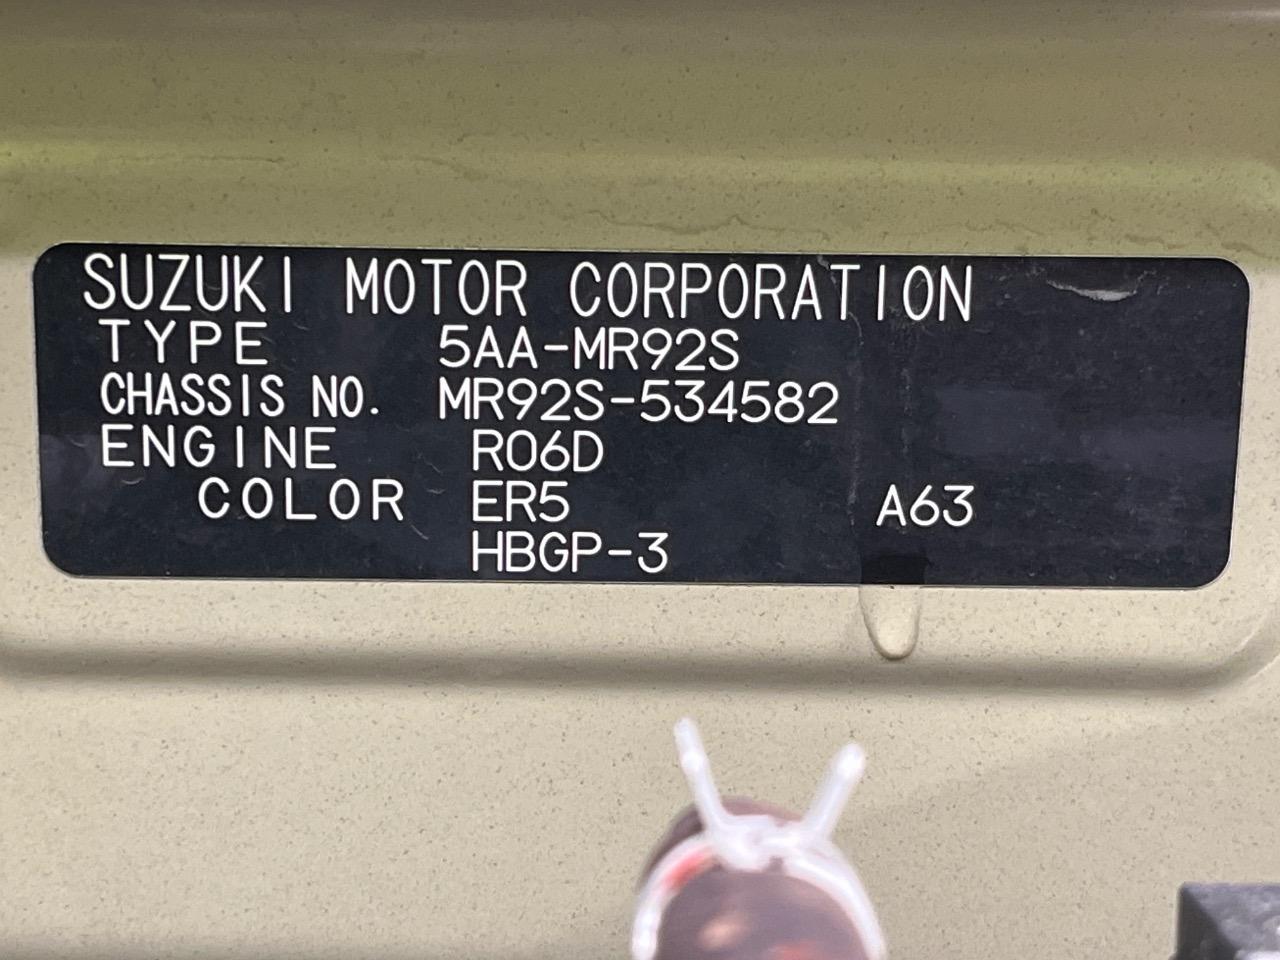 SUZUKI MOTOR CORPORATION
TYPE 5AA-MR92S
CHASSIS NO. MR92S-534582
ENGINE R06D
COLOR ER5 A63
HBGP-3